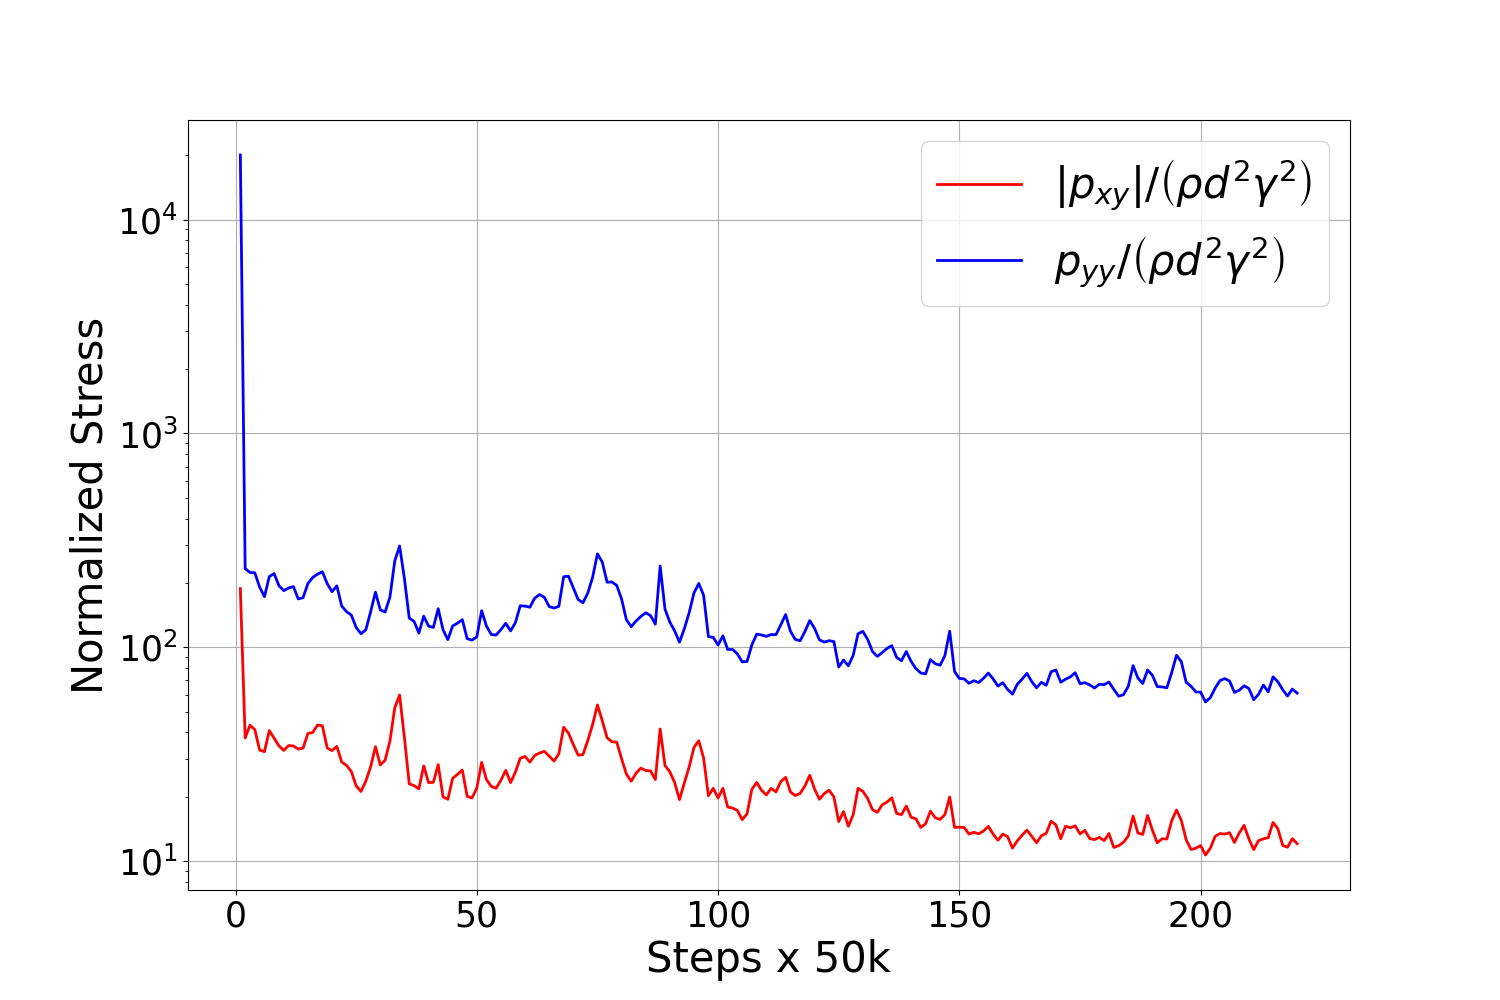 Normalized Stress
10⁴
10³
10²
10¹
|p_xy|/(ρd²γ²)
p_yy/(ρd²γ²)
0 50 100 150 200
Steps x 50k